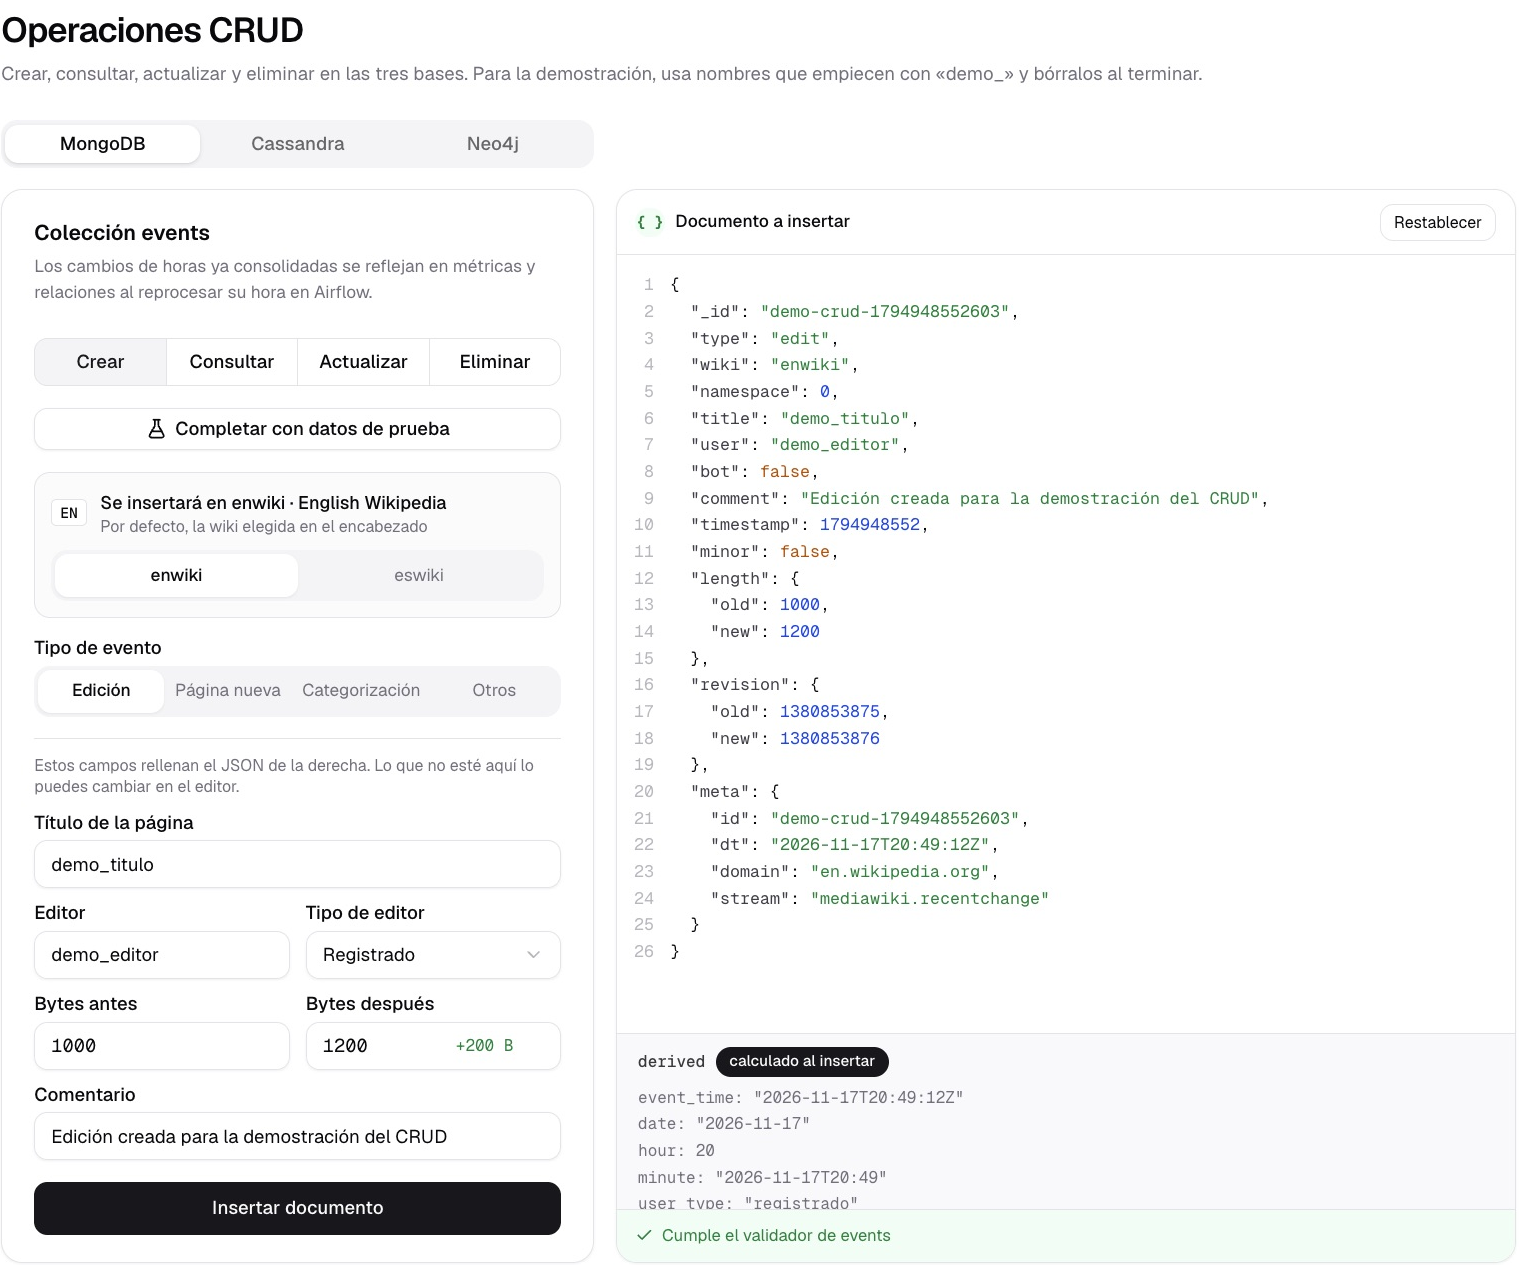 Operaciones CRUD
Crear, consultar, actualizar y eliminar en las tres bases. Para la demostración, usa nombres que empiecen con «demo_» y bórralos al terminar.
MongoDB
Cassandra
Neo4j
Colección events
Los cambios de horas ya consolidadas se reflejan en métricas y
relaciones al reprocesar su hora en Airflow.
Crear
Consultar
Actualizar
Eliminar
Completar con datos de prueba
EN
Se insertará en enwiki · English Wikipedia
Por defecto, la wiki elegida en el encabezado
enwiki
eswiki
Tipo de evento
Edición
Página nueva
Categorización
Otros
Estos campos rellenan el JSON de la derecha. Lo que no esté aquí lo
puedes cambiar en el editor.
Título de la página
demo_titulo
Editor
Tipo de editor
demo_editor
Registrado
Bytes antes
Bytes después
1000
1200
+200 B
Comentario
Edición creada para la demostración del CRUD
Insertar documento
{ } Documento a insertar
Restablecer
1 {
2 "_id": "demo-crud-1794948552603",
3 "type": "edit",
4 "wiki": "enwiki",
5 "namespace": 0,
6 "title": "demo_titulo",
7 "user": "demo_editor",
8 "bot": false,
9 "comment": "Edición creada para la demostración del CRUD",
10 "timestamp": 1794948552,
11 "minor": false,
12 "length": {
13 "old": 1000,
14 "new": 1200
15 },
16 "revision": {
17 "old": 1380853875,
18 "new": 1380853876
19 },
20 "meta": {
21 "id": "demo-crud-1794948552603",
22 "dt": "2026-11-17T20:49:12Z",
23 "domain": "en.wikipedia.org",
24 "stream": "mediawiki.recentchange"
25 }
26 }
derived calculado al insertar
event_time: "2026-11-17T20:49:12Z"
date: "2026-11-17"
hour: 20
minute: "2026-11-17T20:49"
user_type: "registrado"
Cumple el validador de events